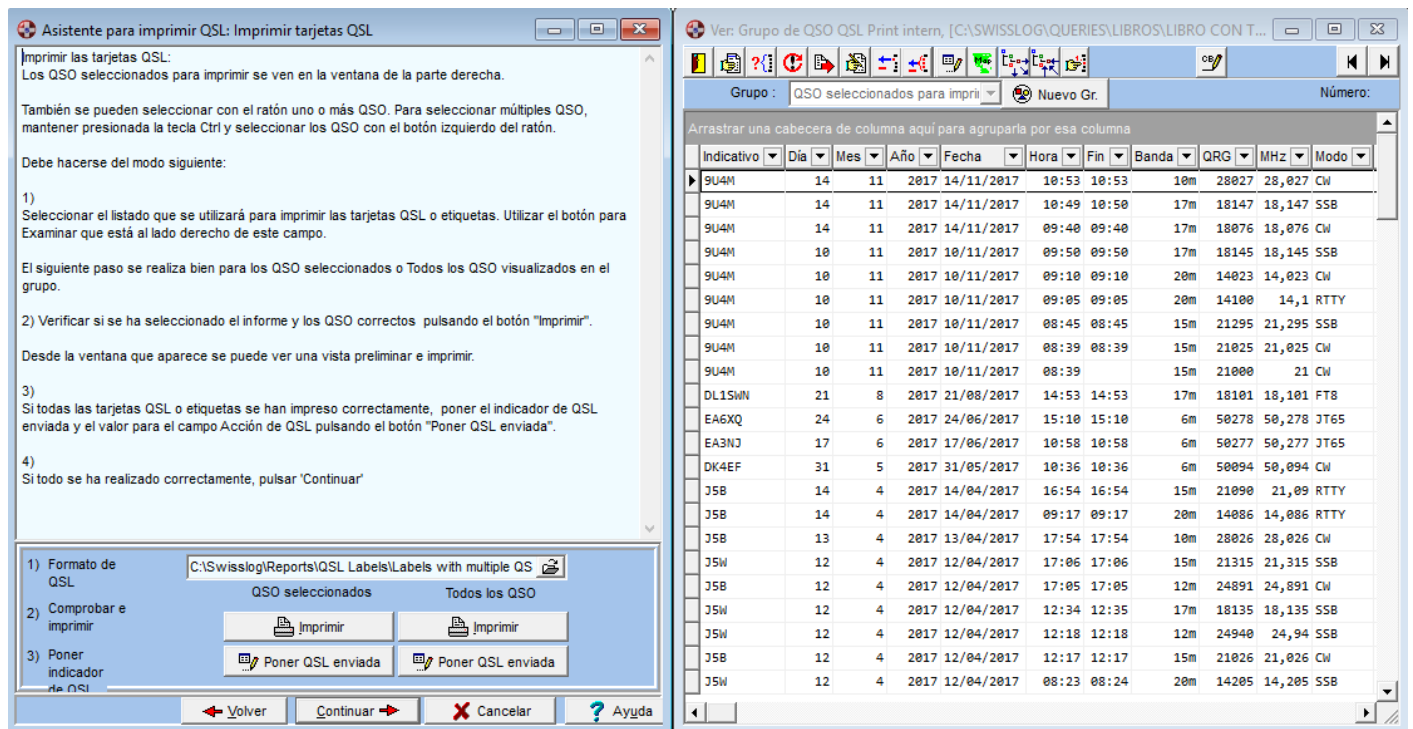 Asistente para imprimir QSL: Imprimir tarjetas QSL
Imprimir las tarjetas QSL:
Los QSO seleccionados para imprimir se ven en la ventana de la parte derecha.
También se pueden seleccionar con el ratón uno o más QSO. Para seleccionar múltiples QSO,
mantener presionada la tecla Ctrl y seleccionar los QSO con el botón izquierdo del ratón.
Debe hacerse del modo siguiente:
1)
Seleccionar el listado que se utilizará para imprimir las tarjetas QSL o etiquetas. Utilizar el botón para
Examinar que está al lado derecho de este campo.
El siguiente paso se realiza bien para los QSO seleccionados o Todos los QSO visualizados en el
grupo.
2) Verificar si se ha seleccionado el informe y los QSO correctos  pulsando el botón "Imprimir".
Desde la ventana que aparece se puede ver una vista preliminar e imprimir.
3)
Si todas las tarjetas QSL o etiquetas se han impreso correctamente,  poner el indicador de QSL
enviada y el valor para el campo Acción de QSL pulsando el botón "Poner QSL enviada".
4)
Si todo se ha realizado correctamente, pulsar 'Continuar'
1) Formato de
QSL
C:\Swisslog\Reports\QSL Labels\Labels with multiple QS
QSO seleccionados Todos los QSO
2) Comprobar e
imprimir
Imprimir Imprimir
3) Poner
indicador
de QSL
Poner QSL enviada Poner QSL enviada
Volver Continuar Cancelar Ayuda
Ver: Grupo de QSO QSL Print intern, [C:\SWISSLOG\QUERIES\LIBROS\LIBRO CON T...
Grupo : QSO seleccionados para imprir Nuevo Gr. Número:
Arrastrar una cabecera de columna aquí para agruparla por esa columna
Indicativo Día Mes Año Fecha Hora Fin Banda QRG MHz Modo
9U4M 14 11 2017 14/11/2017 10:53 10:53 10m 28027 28,027 CW
9U4M 14 11 2017 14/11/2017 10:49 10:50 17m 18147 18,147 SSB
9U4M 14 11 2017 14/11/2017 09:40 09:40 17m 18076 18,076 CW
9U4M 10 11 2017 10/11/2017 09:50 09:50 17m 18145 18,145 SSB
9U4M 10 11 2017 10/11/2017 09:10 09:10 20m 14023 14,023 CW
9U4M 10 11 2017 10/11/2017 09:05 09:05 20m 14100 14,1 RTTY
9U4M 10 11 2017 10/11/2017 08:45 08:45 15m 21295 21,295 SSB
9U4M 10 11 2017 10/11/2017 08:39 08:39 15m 21025 21,025 CW
9U4M 10 11 2017 10/11/2017 08:39 15m 21000 21 CW
DL1SWN 21 8 2017 21/08/2017 14:53 14:53 17m 18101 18,101 FT8
EA6XQ 24 6 2017 24/06/2017 15:10 15:10 6m 50278 50,278 JT65
EA3NJ 17 6 2017 17/06/2017 10:58 10:58 6m 50277 50,277 JT65
DK4EF 31 5 2017 31/05/2017 10:36 10:36 6m 50094 50,094 CW
J5B 14 4 2017 14/04/2017 16:54 16:54 15m 21090 21,09 RTTY
J5B 14 4 2017 14/04/2017 09:17 09:17 20m 14086 14,086 RTTY
J5B 13 4 2017 13/04/2017 17:54 17:54 10m 28026 28,026 CW
J5W 12 4 2017 12/04/2017 17:06 17:06 15m 21315 21,315 SSB
J5B 12 4 2017 12/04/2017 17:05 17:05 12m 24891 24,891 CW
J5W 12 4 2017 12/04/2017 12:34 12:35 17m 18135 18,135 SSB
J5W 12 4 2017 12/04/2017 12:18 12:18 12m 24940 24,94 SSB
J5B 12 4 2017 12/04/2017 12:17 12:17 15m 21026 21,026 CW
J5W 12 4 2017 12/04/2017 08:23 08:24 20m 14205 14,205 SSB